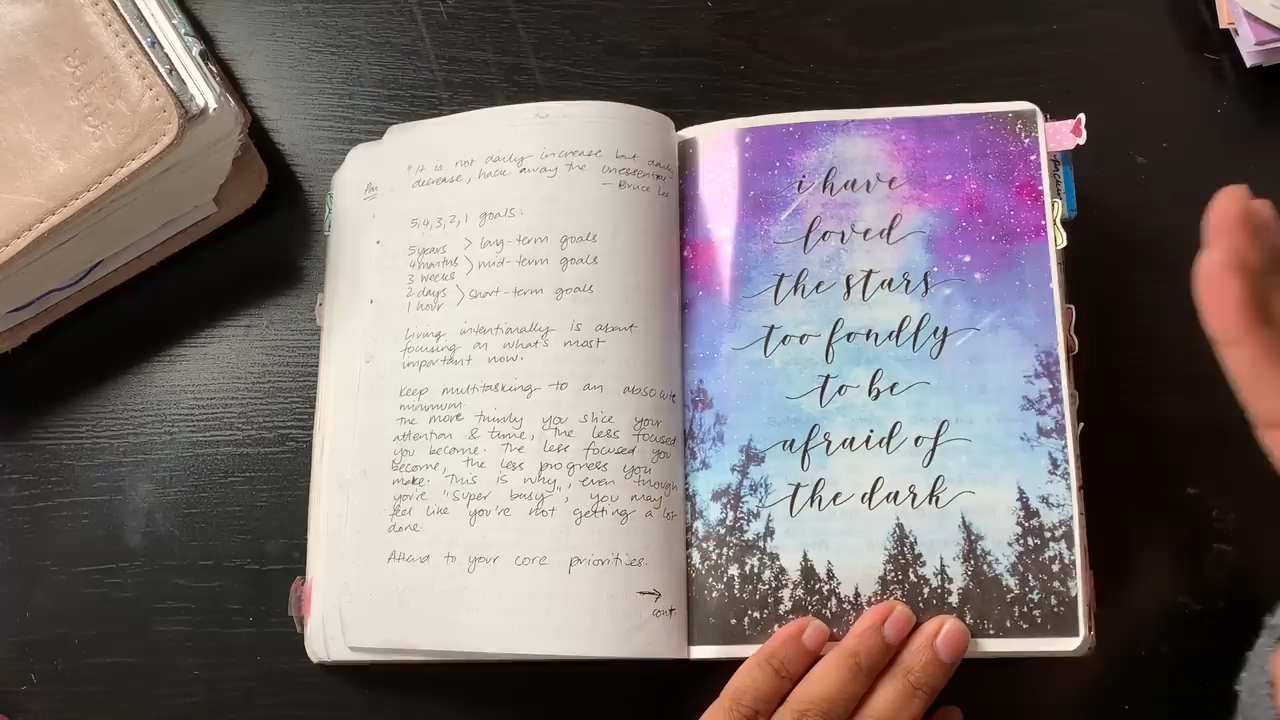 "It is not daily increase but daily
decrease, hack away the unessential"
— Bruce Lee
5,4,3,2,1 goals:
5 years > long-term goals
4 months
3 weeks > mid-term goals
2 days
1 hour > short-term goals
Living intentionally is about
focusing on what's most
important now.
Keep multitasking to an absolute
minimum.
The more thinly you slice your
attention & time, the less focused
you become. The less focused you
become, the less progress you
make. This is why, even though
you're "super busy", you may
feel like you're not getting a lot
done.
Attend to your core priorities.
→
cont
i have
loved
the stars
too fondly
to be
afraid of
the dark